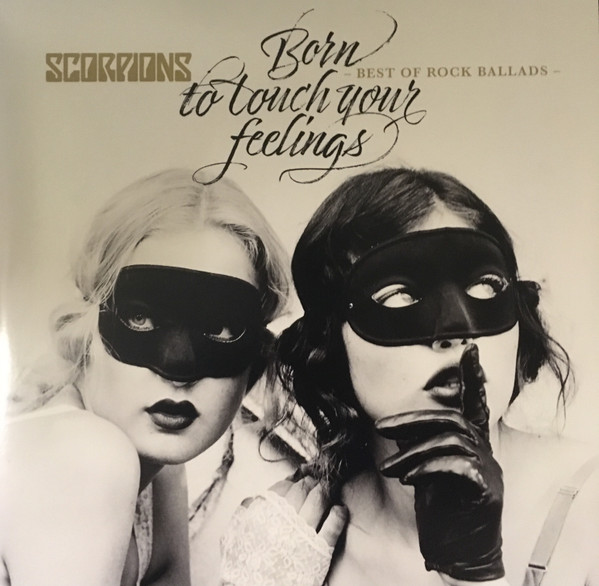 SCORPIONS
Born
– BEST OF ROCK BALLADS –
to touch your
feelings